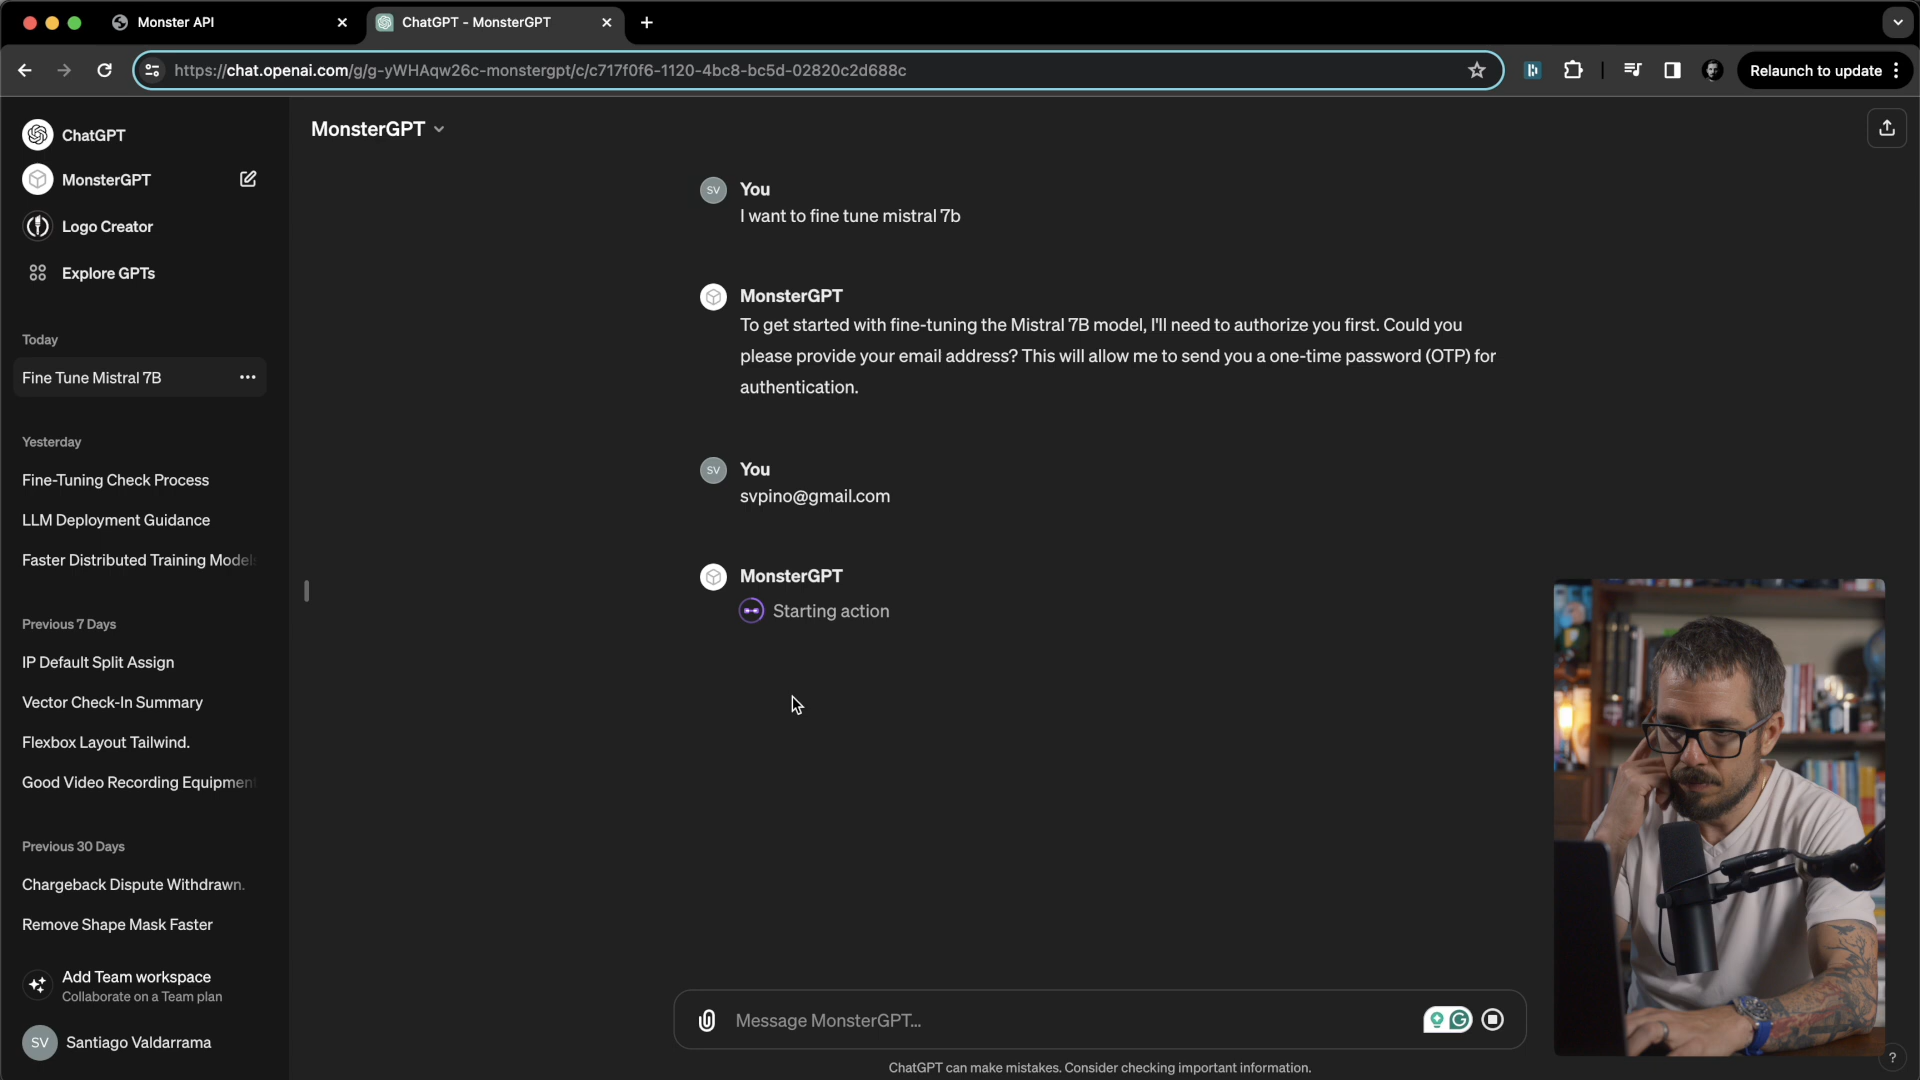 Monster API
ChatGPT - MonsterGPT
https://chat.openai.com/g/g-yWHAqw26c-monstergpt/c/c717f0f6-1120-4bc8-bc5d-02820c2d688c
Relaunch to update
ChatGPT
MonsterGPT
Logo Creator
Explore GPTs
Today
Fine Tune Mistral 7B
Yesterday
Fine-Tuning Check Process
LLM Deployment Guidance
Faster Distributed Training Models
Previous 7 Days
IP Default Split Assign
Vector Check-In Summary
Flexbox Layout Tailwind.
Good Video Recording Equipment
Previous 30 Days
Chargeback Dispute Withdrawn.
Remove Shape Mask Faster
Add Team workspace
Collaborate on a Team plan
SV Santiago Valdarrama
MonsterGPT
SV You
I want to fine tune mistral 7b
MonsterGPT
To get started with fine-tuning the Mistral 7B model, I'll need to authorize you first. Could you
please provide your email address? This will allow me to send you a one-time password (OTP) for
authentication.
SV You
svpino@gmail.com
MonsterGPT
Starting action
Message MonsterGPT...
ChatGPT can make mistakes. Consider checking important information.
?